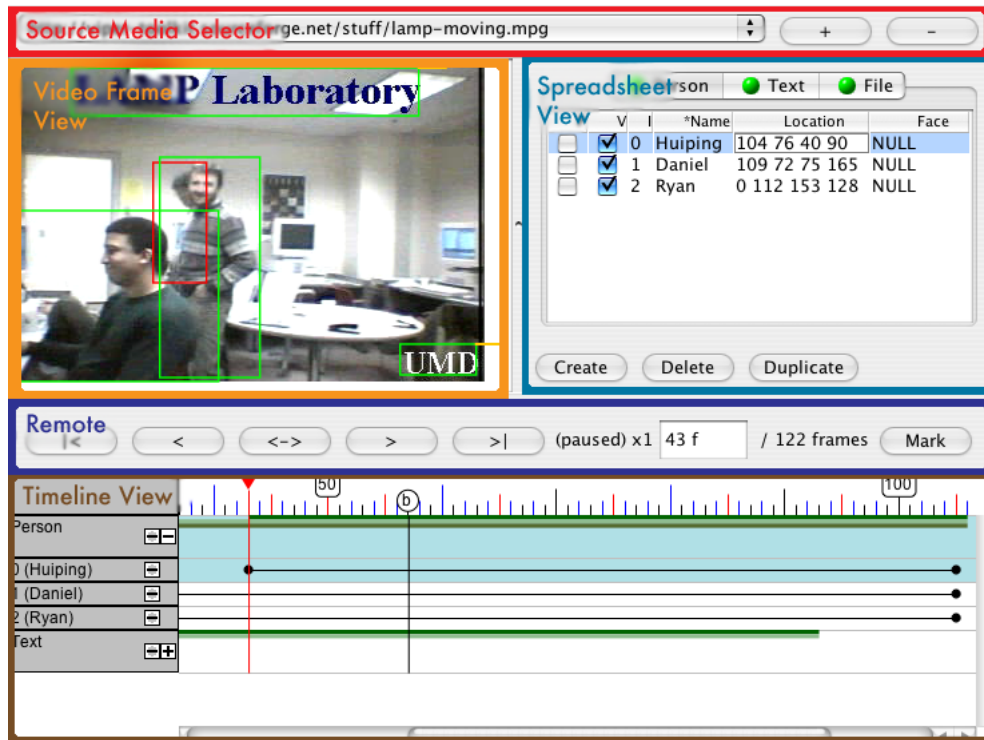 Source Media Selector ge.net/stuff/lamp-moving.mpg + -
Video Frame View
LAMP Laboratory
UMD
Spreadsheet View
rson Text File
V I *Name Location Face
0 Huiping 104 76 40 90 NULL
1 Daniel 109 72 75 165 NULL
2 Ryan 0 112 153 128 NULL
Create Delete Duplicate
Remote
|< < <-> > >| (paused) x1 43 f / 122 frames Mark
Timeline View 50 b 100
Person
0 (Huiping)
1 (Daniel)
2 (Ryan)
Text